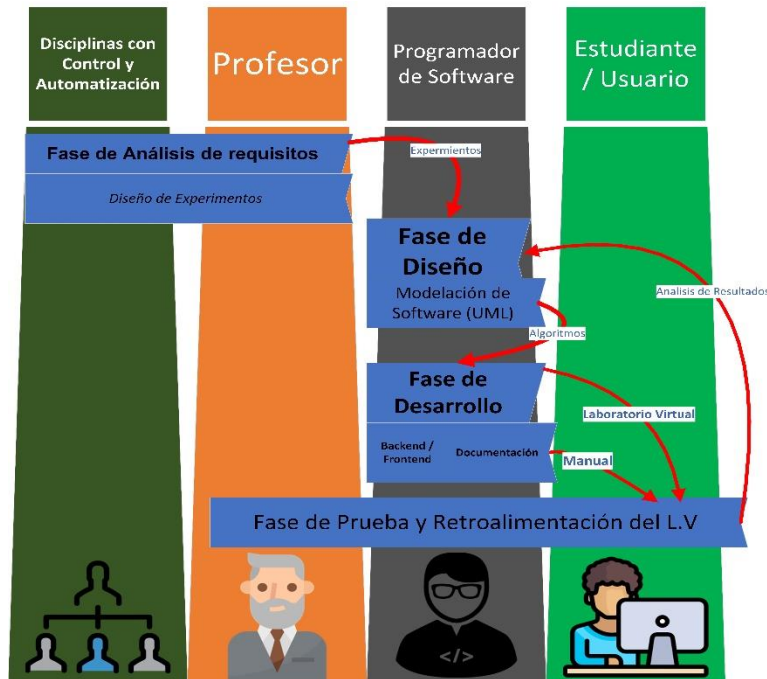 Disciplinas con
Control y
Automatización
Profesor
Programador
de Software
Estudiante
/ Usuario
Fase de Análisis de requisitos
Expermientos
Diseño de Experimentos
Fase de
Diseño
Modelación de
Software (UML)
Analisis de Resultados
Algoritmos
Fase de
Desarrollo
Laboratorio Virtual
Backend /
Frontend
Documentación
Manual
Fase de Prueba y Retroalimentación del L.V
</>